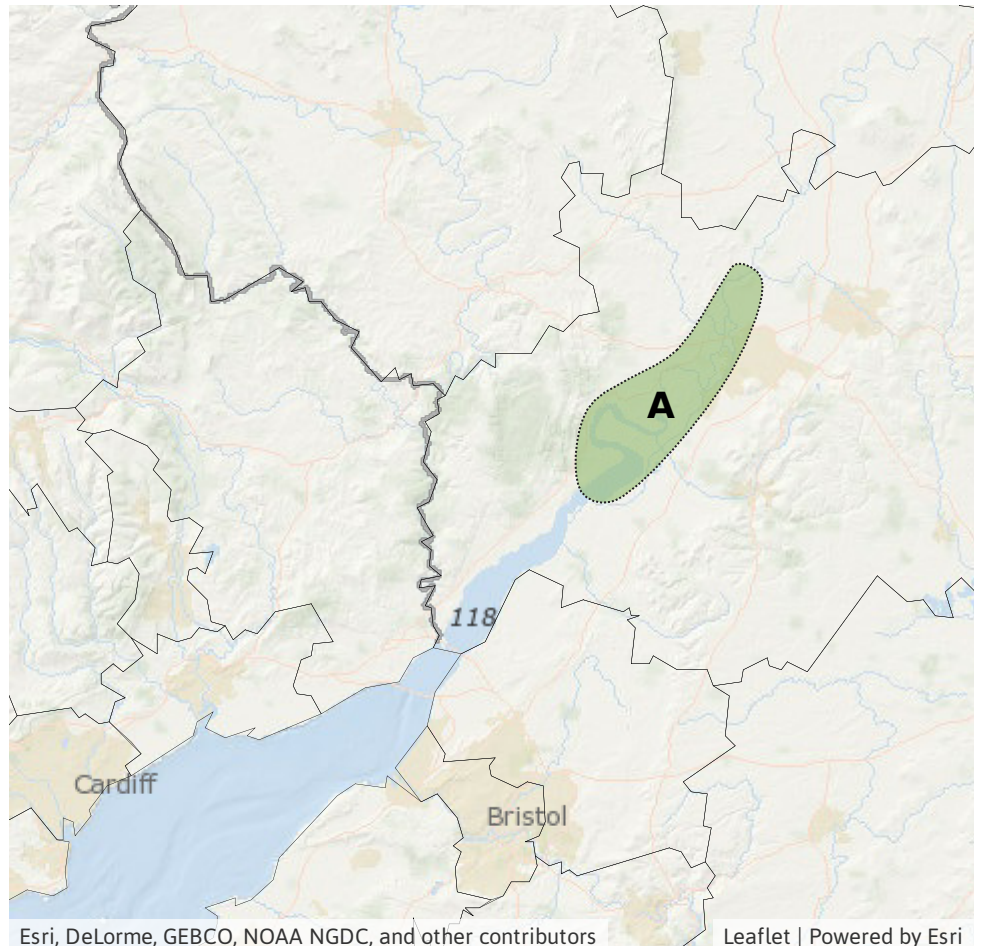 A
118
Cardiff
Bristol
Esri, DeLorme, GEBCO, NOAA NGDC, and other contributors
Leaflet | Powered by Esri